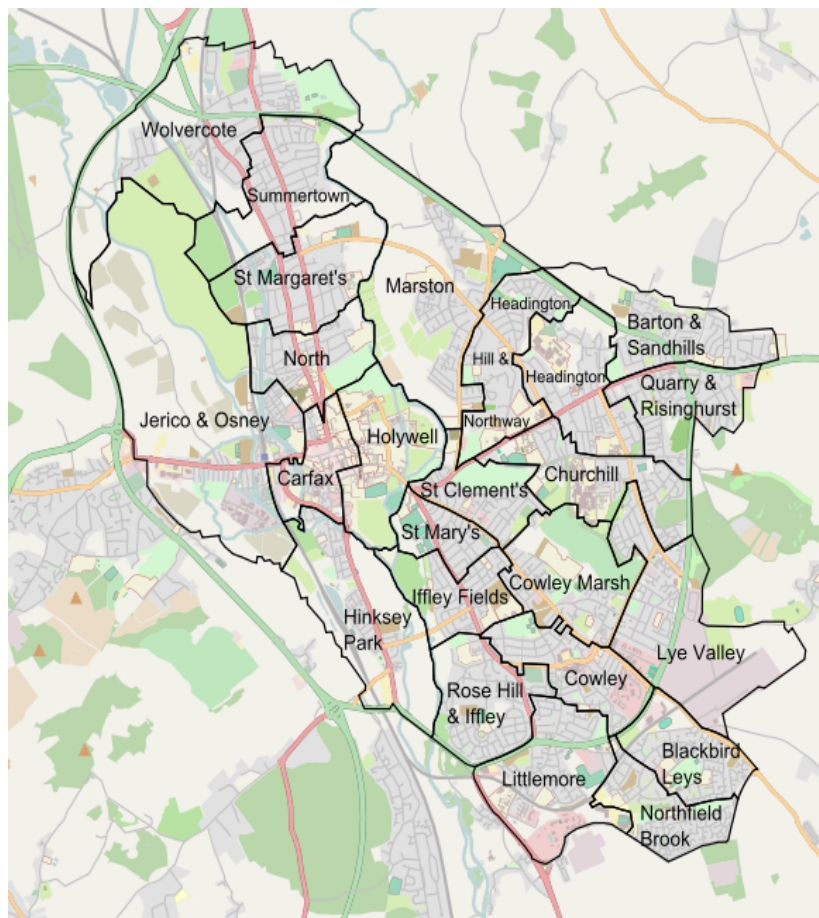 Wolvercote
Summertown
St Margaret's
Marston
Headington
Barton &
Sandhills
North
Hill &
Headington
Quarry &
Risinghurst
Jerico & Osney
Holywell
Northway
Carfax
St Clement's
Churchill
St Mary's
Cowley Marsh
Iffley Fields
Hinksey
Park
Lye Valley
Rose Hill
& Iffley
Cowley
Blackbird
Leys
Littlemore
Northfield
Brook